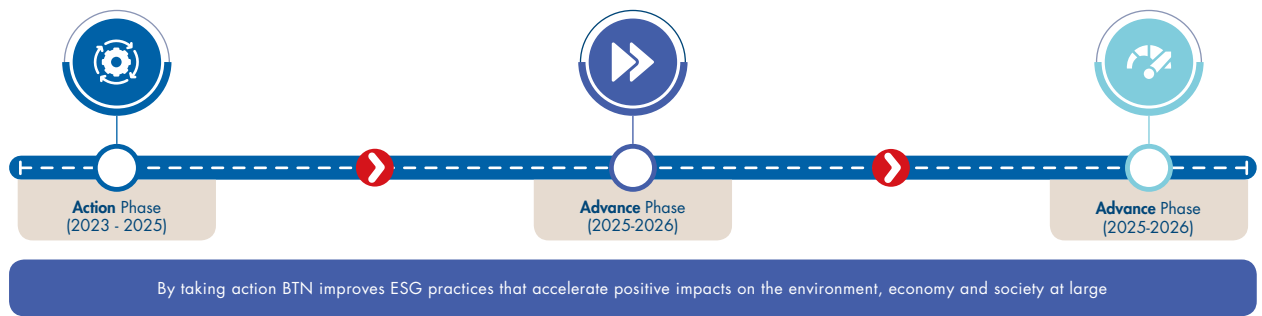 Action Phase
(2023 - 2025)
Advance Phase
(2025-2026)
Advance Phase
(2025-2026)
By taking action BTN improves ESG practices that accelerate positive impacts on the environment, economy and society at large